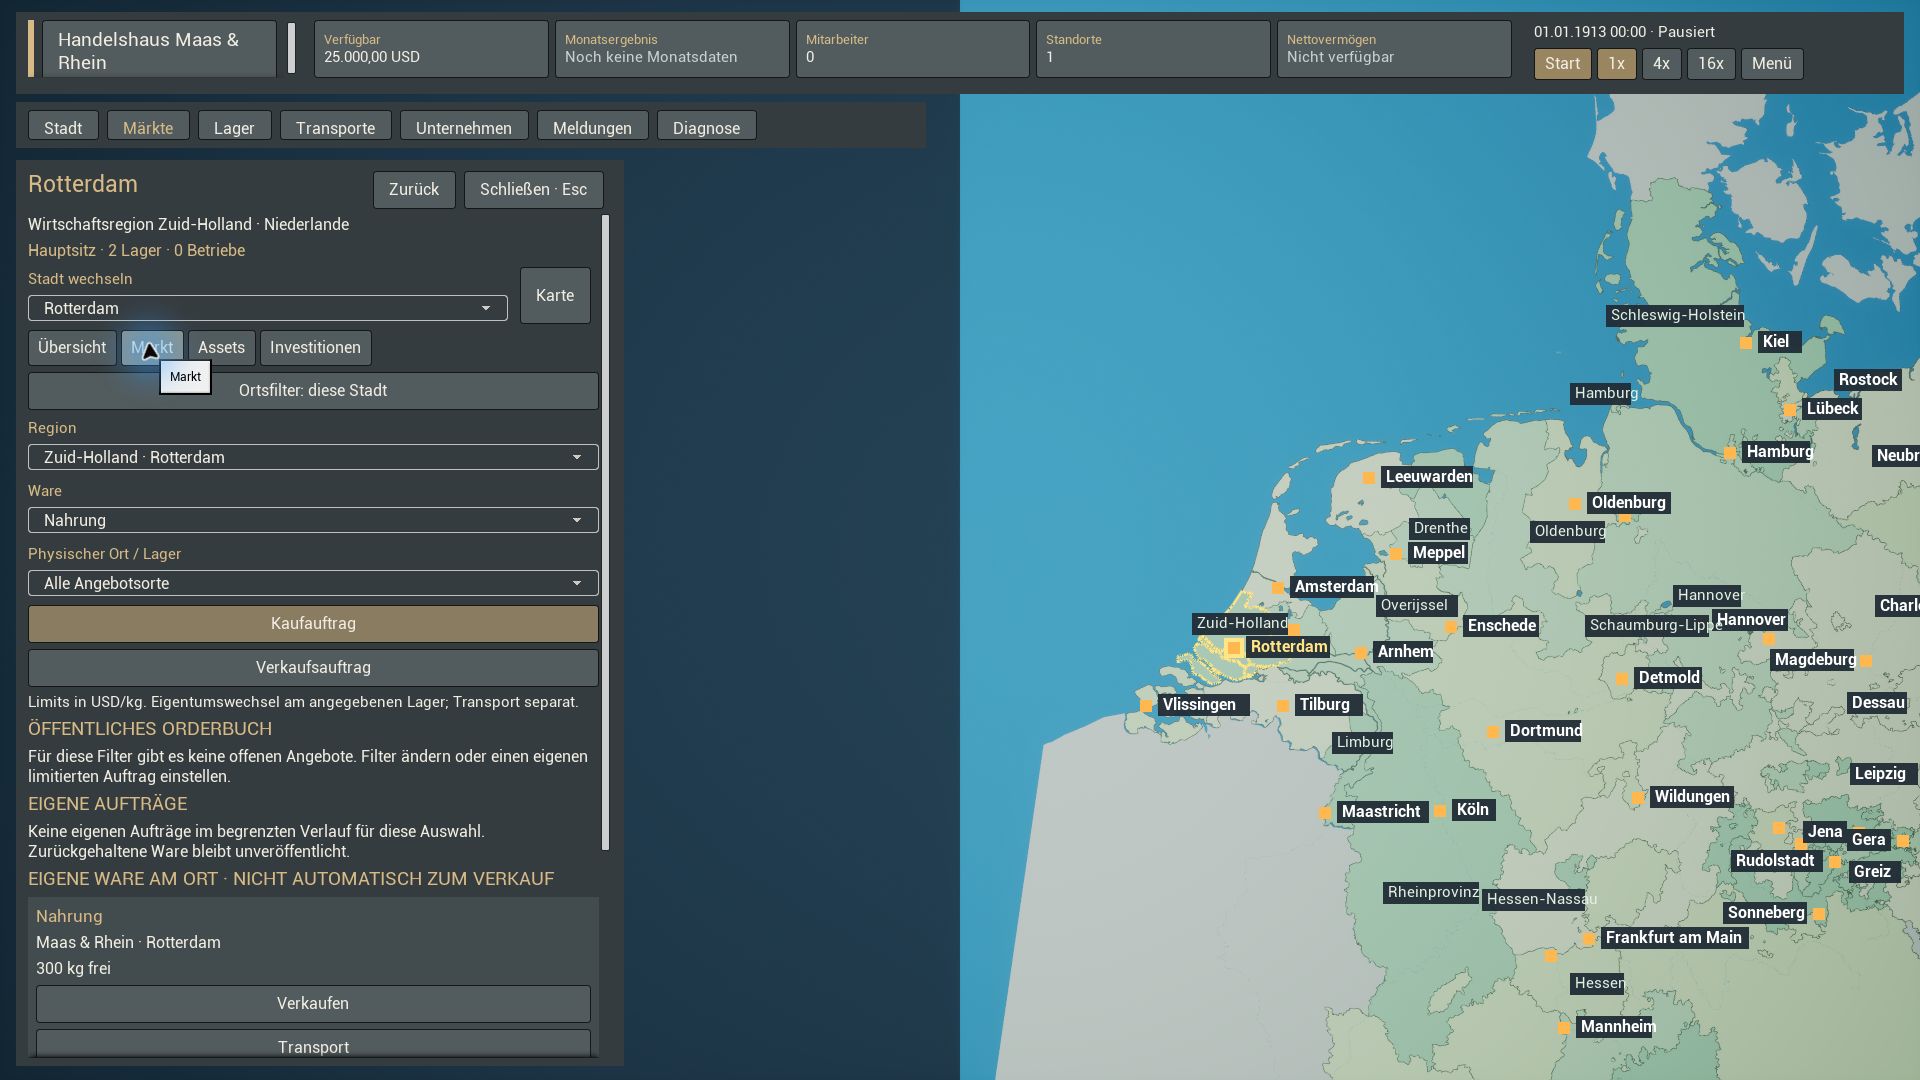 Handelshaus Maas &
Rhein
Verfügbar
25.000,00 USD
Monatsergebnis
Noch keine Monatsdaten
Mitarbeiter
0
Standorte
1
Nettovermögen
Nicht verfügbar
01.01.1913 00:00 · Pausiert
Start
1x
4x
16x
Menü
Stadt
Märkte
Lager
Transporte
Unternehmen
Meldungen
Diagnose
Rotterdam
Zurück
Schließen · Esc
Wirtschaftsregion Zuid-Holland · Niederlande
Hauptsitz · 2 Lager · 0 Betriebe
Stadt wechseln
Rotterdam
Karte
Übersicht
Markt
Assets
Investitionen
Markt
Ortsfilter: diese Stadt
Region
Zuid-Holland · Rotterdam
Ware
Nahrung
Physischer Ort / Lager
Alle Angebotsorte
Kaufauftrag
Verkaufsauftrag
Limits in USD/kg. Eigentumswechsel am angegebenen Lager; Transport separat.
ÖFFENTLICHES ORDERBUCH
Für diese Filter gibt es keine offenen Angebote. Filter ändern oder einen eigenen
limitierten Auftrag einstellen.
EIGENE AUFTRÄGE
Keine eigenen Aufträge im begrenzten Verlauf für diese Auswahl.
Zurückgehaltene Ware bleibt unveröffentlicht.
EIGENE WARE AM ORT · NICHT AUTOMATISCH ZUM VERKAUF
Nahrung
Maas & Rhein · Rotterdam
300 kg frei
Verkaufen
Transport
Schleswig-Holstein
Kiel
Rostock
Hamburg
Lübeck
Hamburg
Neubr
Leeuwarden
Oldenburg
Drenthe
Oldenburg
Meppel
Amsterdam
Hannover
Overijssel
Charl
Zuid-Holland
Enschede
Schaumburg-Lippe
Hannover
Rotterdam
Arnhem
Magdeburg
Detmold
Vlissingen
Tilburg
Dessau
Dortmund
Limburg
Leipzig
Wildungen
Maastricht
Köln
Jena
Gera
Rudolstadt
Greiz
Rheinprovinz
Hessen-Nassau
Sonneberg
Frankfurt am Main
Hessen
Mannheim